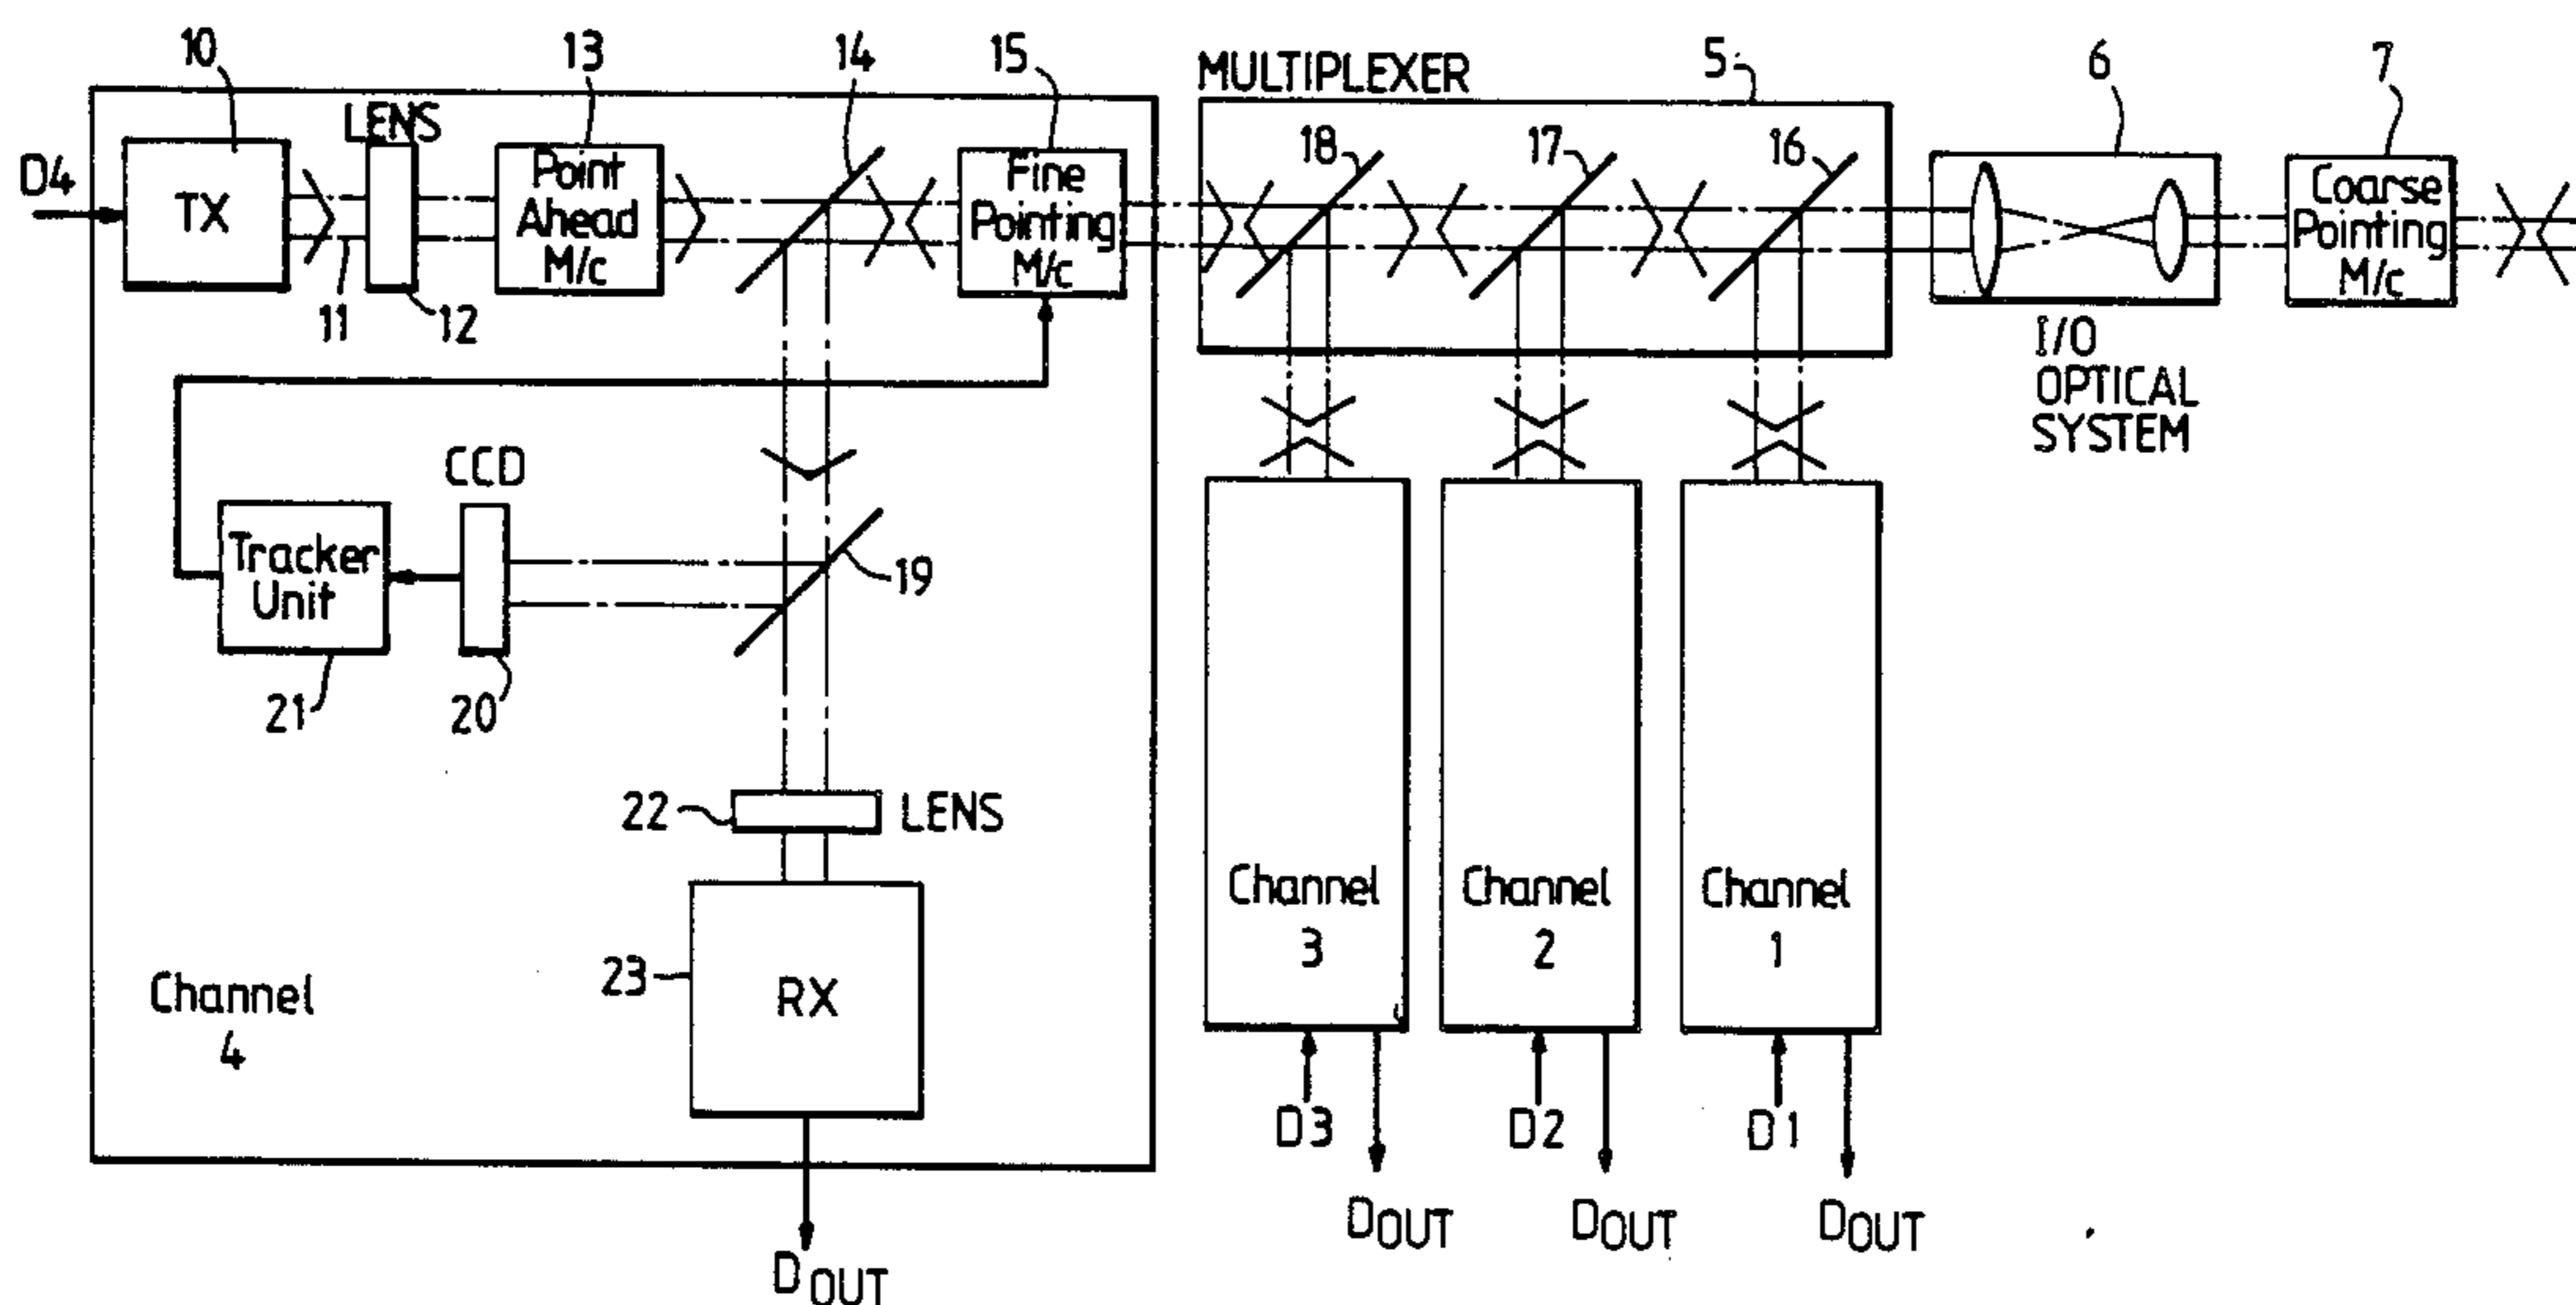 10
13
14
15
MULTIPLEXER
5
6
7
LENS
D4
TX
Point
Ahead
M/c
Fine
Pointing
M/c
18
17
16
Coarse
Pointing
M/c
11
12
I/O
OPTICAL
SYSTEM
CCD
Tracker
Unit
19
21
20
22
LENS
Channel
3
Channel
2
Channel
1
23
RX
Channel
4
D3
D2
D1
DOUT
DOUT
DOUT
DOUT